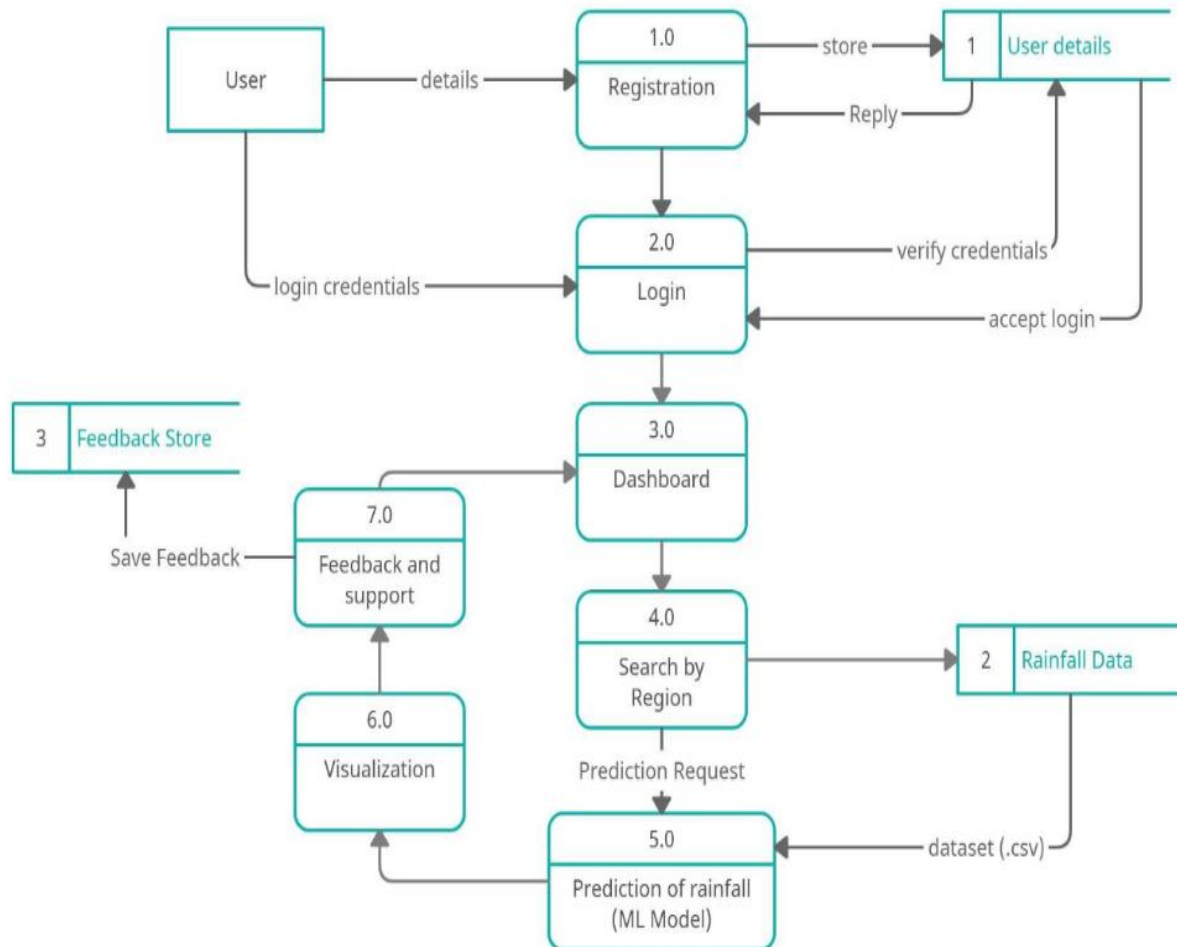 User
details
1.0
Registration
store
1
User details
Reply
2.0
Login
login credentials
verify credentials
accept login
3
Feedback Store
3.0
Dashboard
7.0
Feedback and
support
Save Feedback
4.0
Search by
Region
2
Rainfall Data
6.0
Visualization
Prediction Request
5.0
Prediction of rainfall
(ML Model)
dataset (.csv)